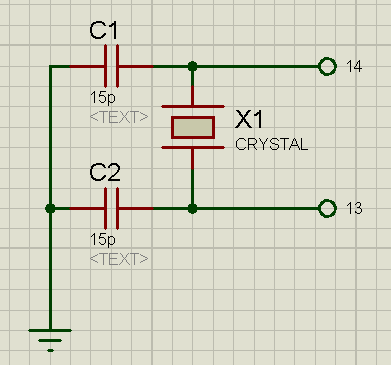 C1
15p
<TEXT>
14
X1
CRYSTAL
C2
15p
<TEXT>
13